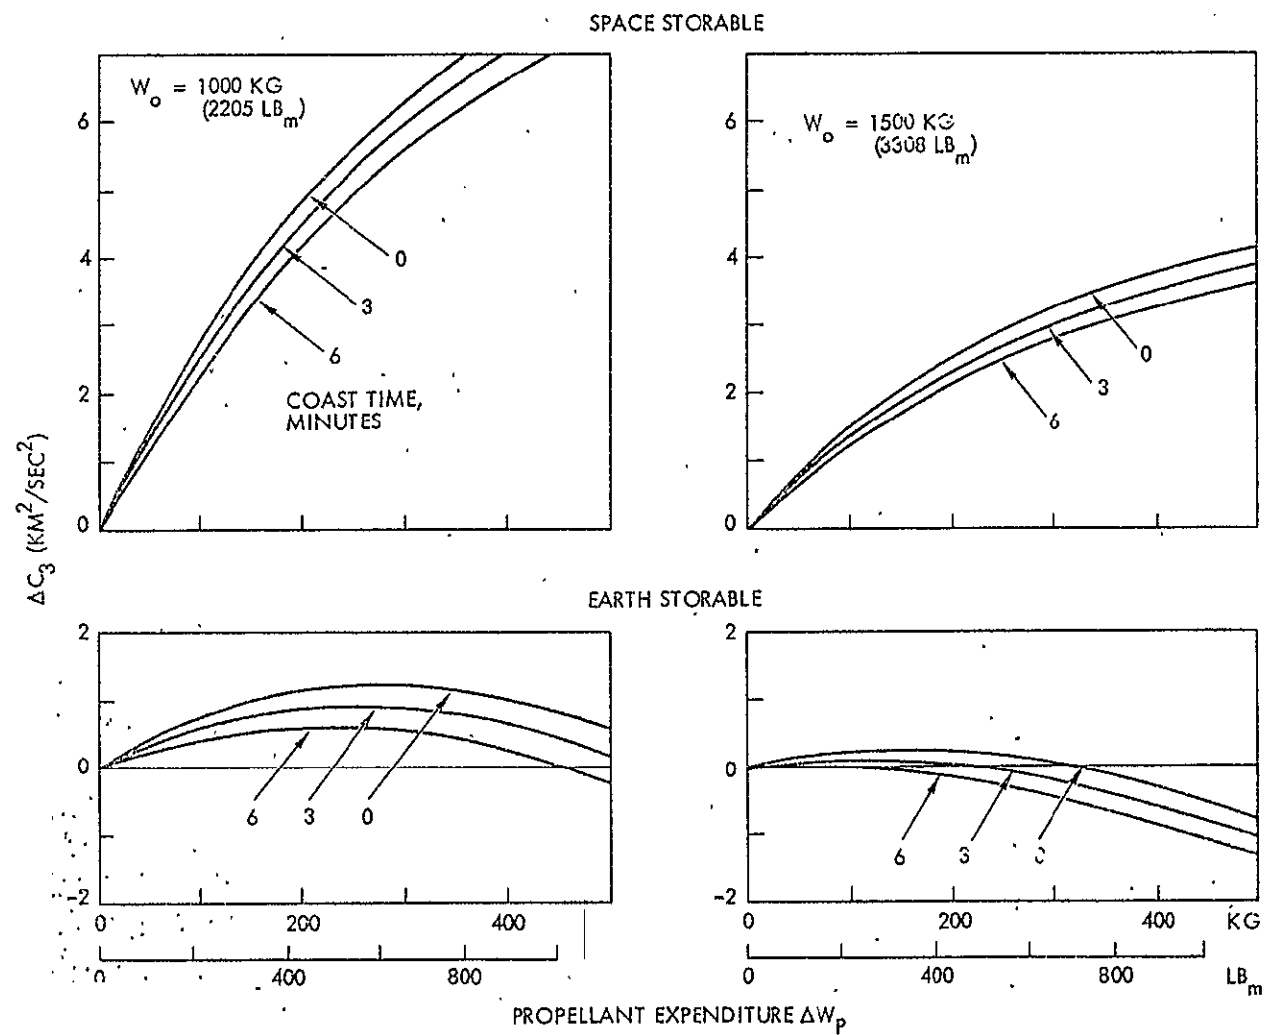 SPACE STORABLE
W_o = 1000 KG
(2205 LB_m)
6
4
2
0
0
3
6
COAST TIME,
MINUTES
W_o = 1500 KG
(3308 LB_m)
6
4
2
0
0
3
6
ΔC_3 (KM^2/SEC^2)
EARTH STORABLE
2
0
-2
6 3 0
0 200 400
0 400 800
2
0
-2
6 3 0
0 200 400 KG
0 400 800 LB_m
PROPELLANT EXPENDITURE ΔW_p